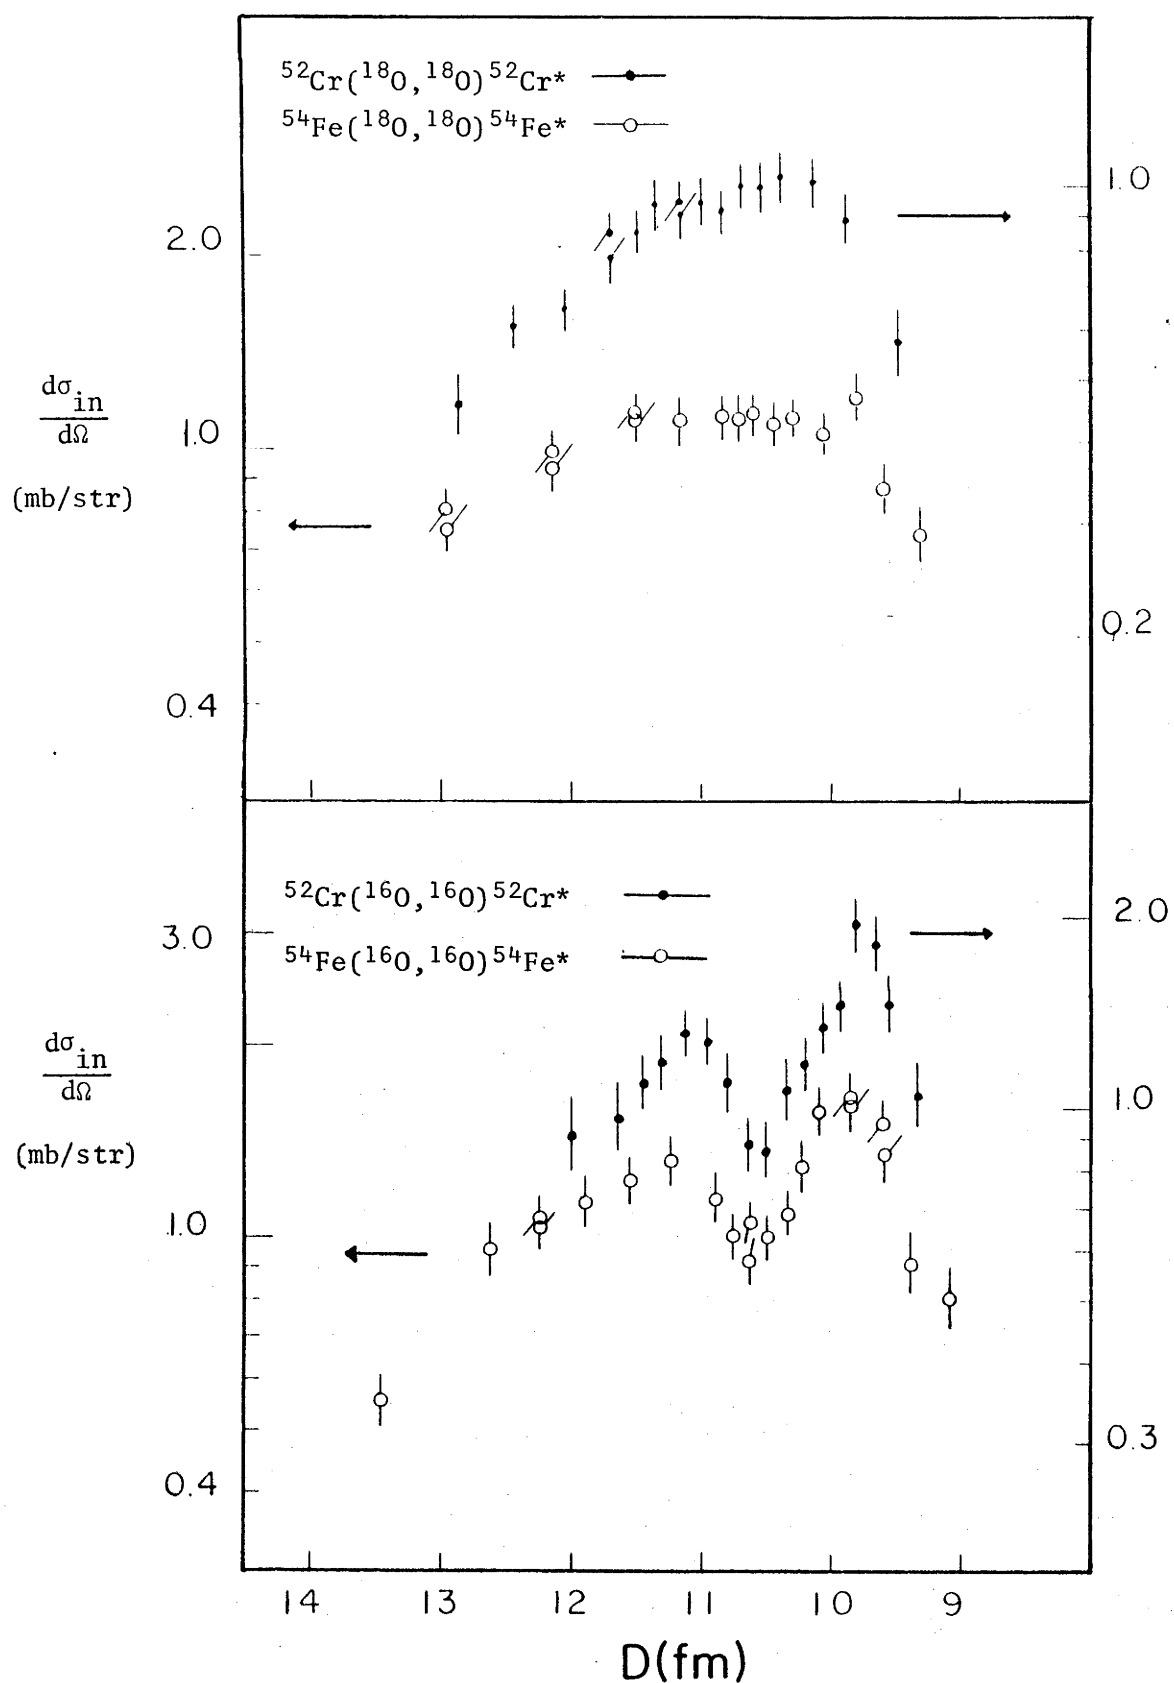 ⁵²Cr(¹⁸O,¹⁸O)⁵²Cr*
⁵⁴Fe(¹⁸O,¹⁸O)⁵⁴Fe*
1.0
2.0
dσin
dΩ
1.0
(mb/str)
0.2
0.4
⁵²Cr(¹⁶O,¹⁶O)⁵²Cr*
2.0
3.0
⁵⁴Fe(¹⁶O,¹⁶O)⁵⁴Fe*
dσin
dΩ
1.0
(mb/str)
1.0
0.3
0.4
14 13 12 11 10 9
D(fm)